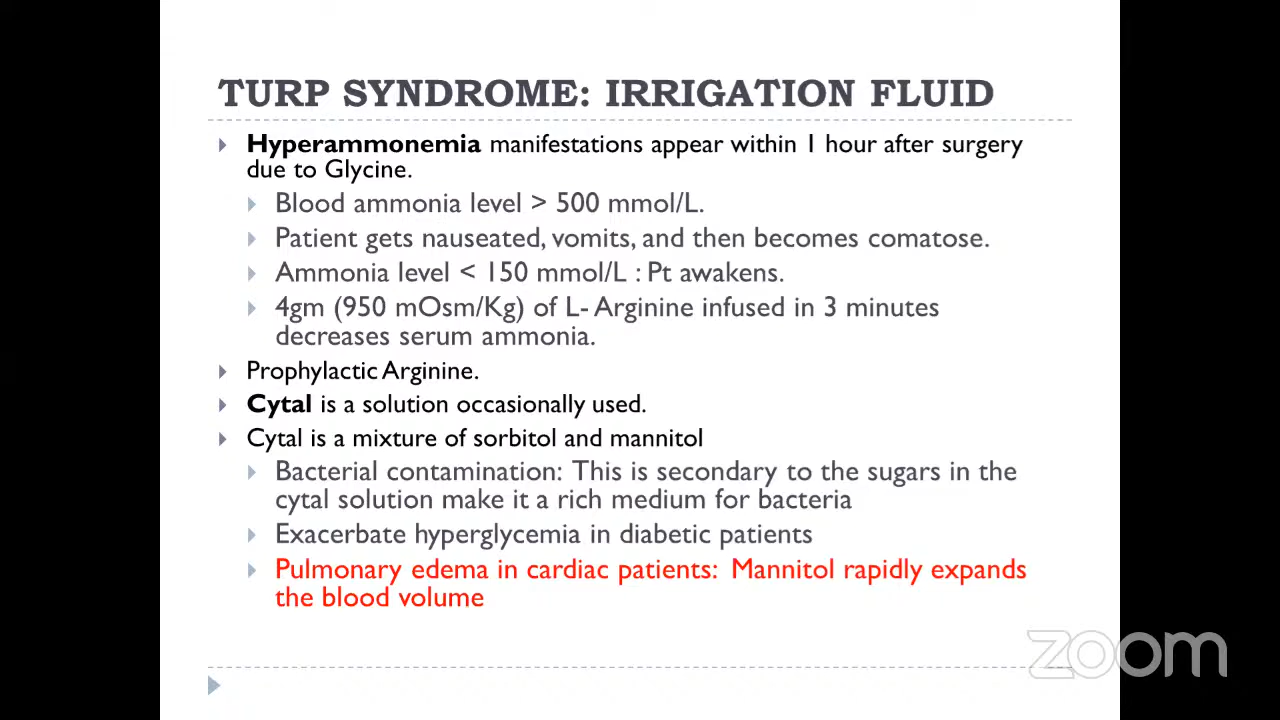 TURP SYNDROME: IRRIGATION FLUID
Hyperammonemia manifestations appear within 1 hour after surgery
due to Glycine.
Blood ammonia level > 500 mmol/L.
Patient gets nauseated, vomits, and then becomes comatose.
Ammonia level < 150 mmol/L : Pt awakens.
4gm (950 mOsm/Kg) of L- Arginine infused in 3 minutes
decreases serum ammonia.
Prophylactic Arginine.
Cytal is a solution occasionally used.
Cytal is a mixture of sorbitol and mannitol
Bacterial contamination: This is secondary to the sugars in the
cytal solution make it a rich medium for bacteria
Exacerbate hyperglycemia in diabetic patients
Pulmonary edema in cardiac patients: Mannitol rapidly expands
the blood volume
zoom